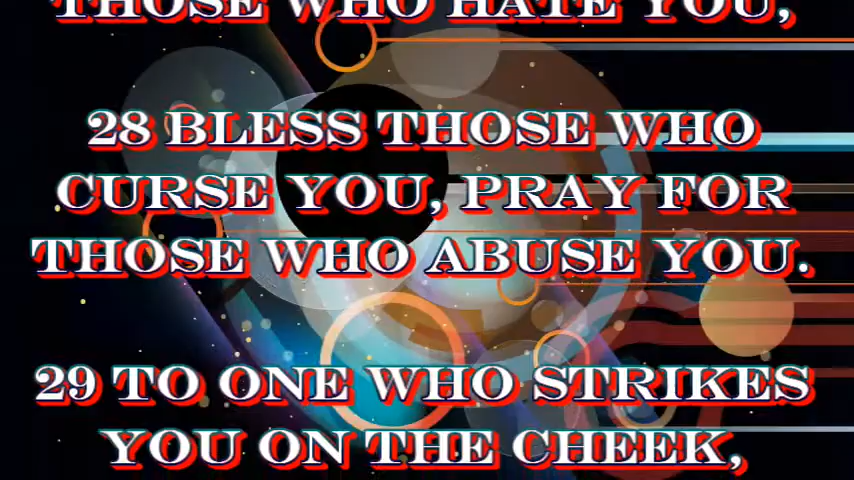 THOSE WHO HATE YOU,
28 BLESS THOSE WHO
CURSE YOU, PRAY FOR
THOSE WHO ABUSE YOU.
29 TO ONE WHO STRIKES
YOU ON THE CHEEK,